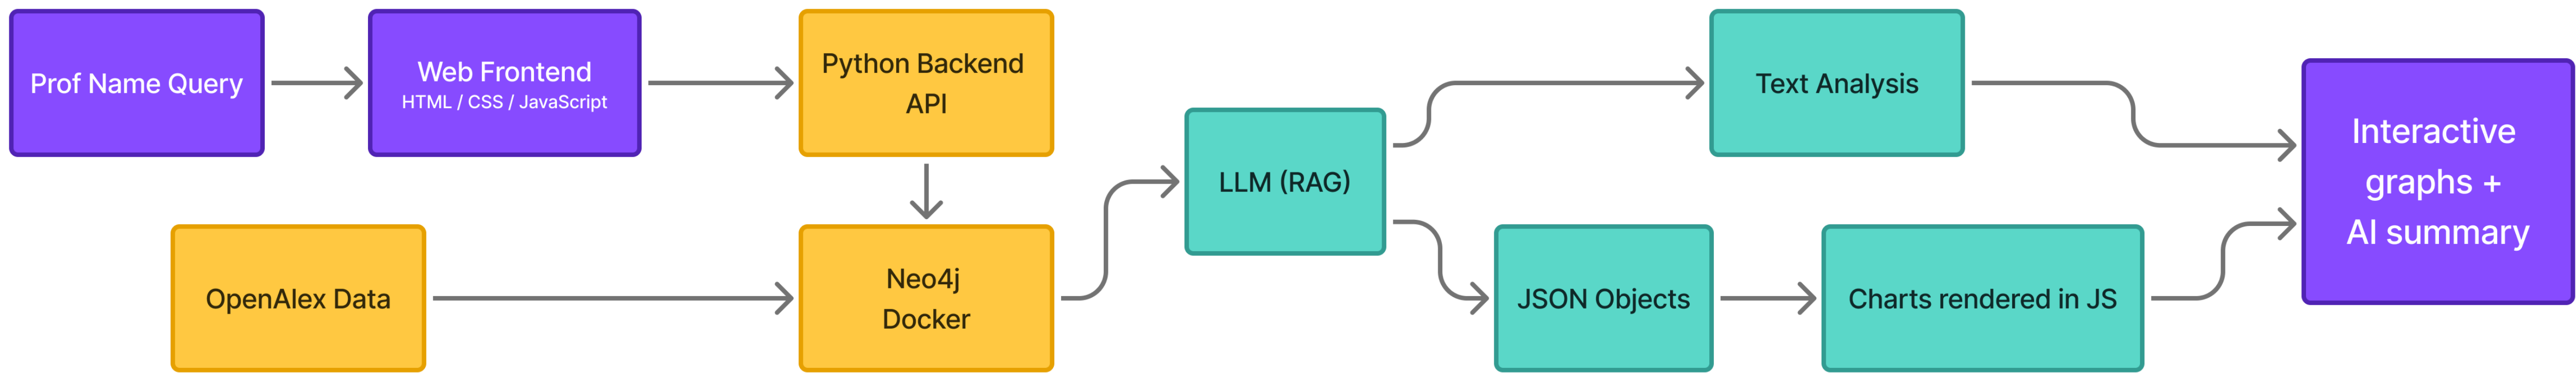 Prof Name Query
Web Frontend
HTML / CSS / JavaScript
Python Backend
API
OpenAlex Data
Neo4j
Docker
LLM (RAG)
Text Analysis
JSON Objects
Charts rendered in JS
Interactive
graphs +
AI summary